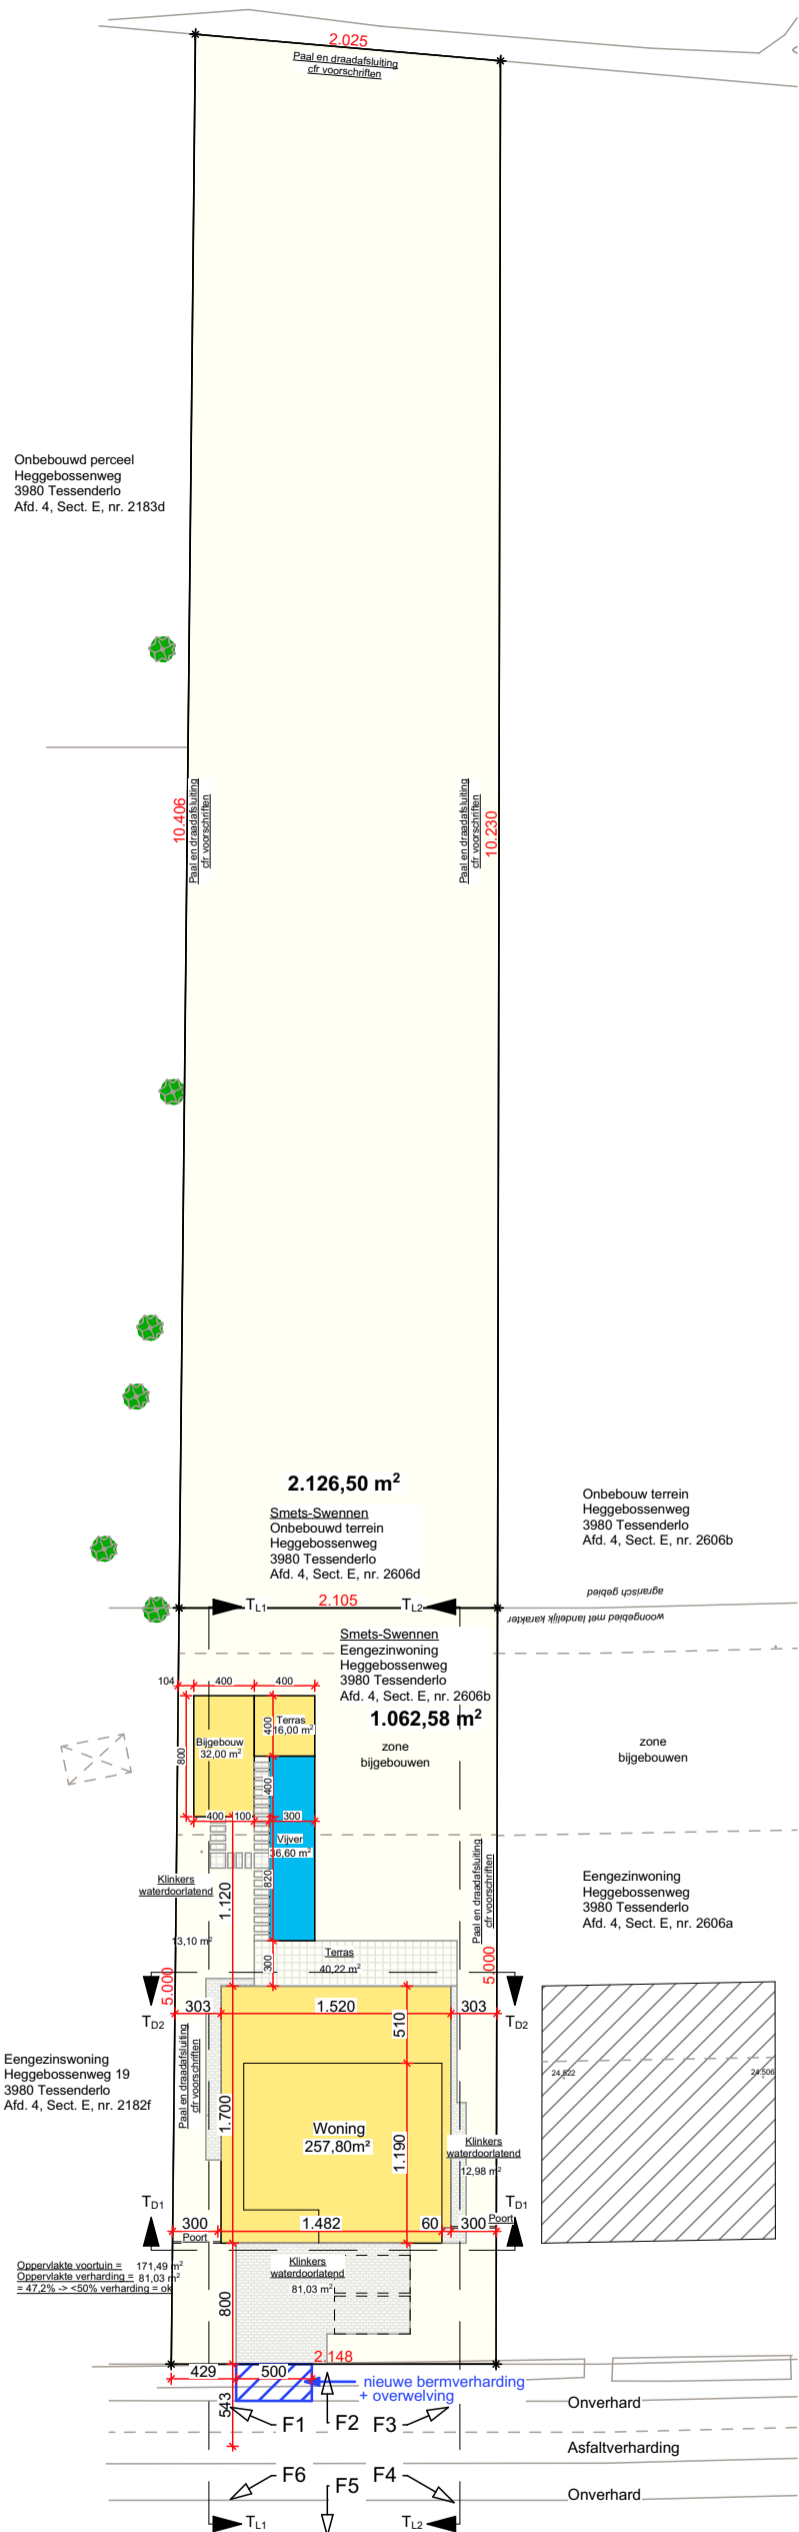 2.025
Paal en draadafsluiting
cfr voorschriften
Onbebouwd perceel
Heggebossenweg
3980 Tessenderlo
Afd. 4, Sect. E, nr. 2183d
10.406
Paal en draadafsluiting
cfr voorschriften
Paal en draadafsluiting
cfr voorschriften
10.230
2.126,50 m²
Smets-Swennen
Onbebouwd terrein
Heggebossenweg
3980 Tessenderlo
Afd. 4, Sect. E, nr. 2606d
Onbebouw terrein
Heggebossenweg
3980 Tessenderlo
Afd. 4, Sect. E, nr. 2606b
agrarisch gebied
woongebied met landelijk karakter
TL1
2.105
TL2
Smets-Swennen
Eengezinwoning
Heggebossenweg
3980 Tessenderlo
Afd. 4, Sect. E, nr. 2606b
1.062,58 m²
104
400
400
800
Bijgebouw
32,00 m²
400
Terras
16,00 m²
zone
bijgebouwen
zone
bijgebouwen
400
400
100
300
Vijver
36,60 m²
820
Klinkers
waterdoorlatend
1.120
13,10 m²
300
Terras
40,22 m²
Paal en draadafsluiting
cfr voorschriften
Eengezinwoning
Heggebossenweg
3980 Tessenderlo
Afd. 4, Sect. E, nr. 2606a
5.000
5.000
TD2
303
1.520
303
TD2
510
Paal en draadafsluiting
cfr voorschriften
Eengezinswoning
Heggebossenweg 19
3980 Tessenderlo
Afd. 4, Sect. E, nr. 2182f
24.522
24.506
1.700
Woning
257,80m²
1.190
Klinkers
waterdoorlatend
12,98 m²
TD1
TD1
300
1.482
60
300
Poort
Poort
Oppervlakte voortuin = 171,49 m²
Oppervlakte verharding = 81,03 m²
= 47,2% -> <50% verharding = ok
Klinkers
waterdoorlatend
81,03 m²
800
2.148
429
500
543
nieuwe bermverharding
+ overwelving
Onverhard
F1
F2
F3
Asfaltverharding
F6
F5
F4
Onverhard
TL1
TL2